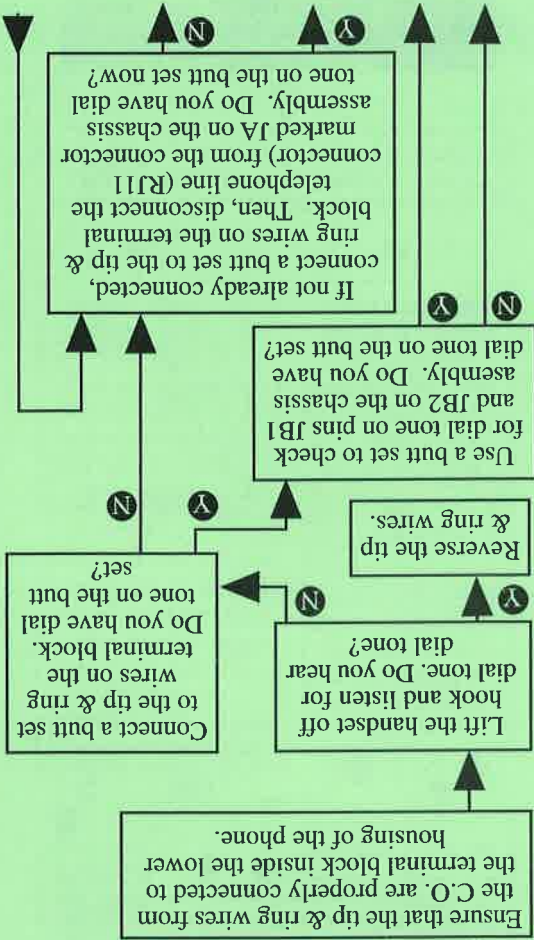 Ensure that the tip & ring wires from
the C.O. are properly connected to
the terminal block inside the lower
housing of the phone.
Lift the handset off
hook and listen for
dial tone. Do you hear
dial tone?
Y
N
Reverse the tip
& ring wires.
Connect a butt set
to the tip & ring
wires on the
terminal block.
Do you have dial
tone on the butt
set?
Y
N
Use a butt set to check
for dial tone on pins JB1
and JB2 on the chassis
assembly. Do you have
dial tone on the butt set?
N
Y
If not already connected,
connect a butt set to the tip &
ring wires on the terminal
block. Then, disconnect the
telephone line (RJ11
connector) from the connector
marked JA on the chassis
assembly. Do you have dial
tone on the butt set now?
Y
N